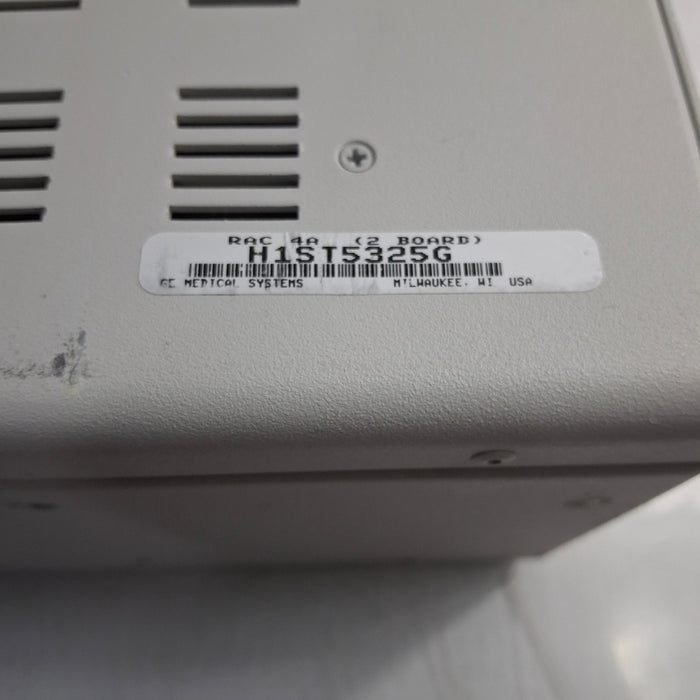 RAC 4A (2 BOARD)
H1ST5325G
GE MEDICAL SYSTEMS MILWAUKEE, WI USA